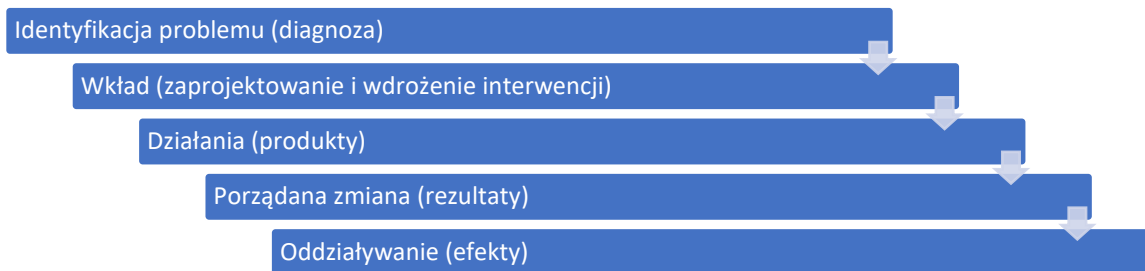 Identyfikacja problemu (diagnoza)
Wkład (zaprojektowanie i wdrożenie interwencji)
Działania (produkty)
Porządana zmiana (rezultaty)
Oddziaływanie (efekty)